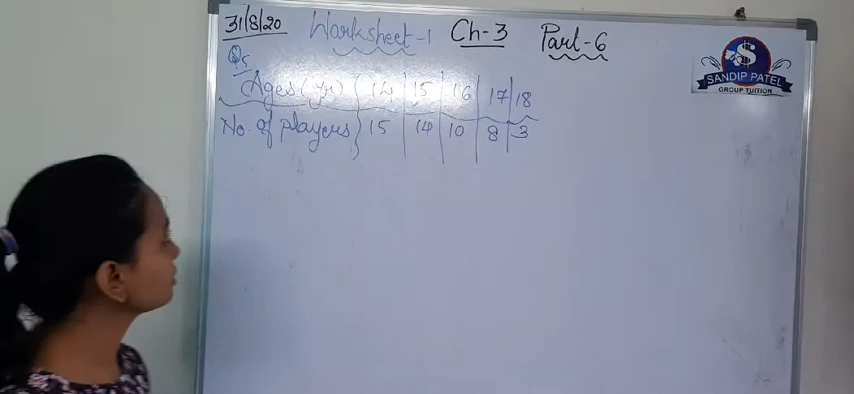 31/8/20 Worksheet-1 Ch-3 Part-6
Q5
Ages (yr) 14 15 16 17 18
No. of players 15 14 10 8 3
$
SANDIP PATEL
GROUP TUITION